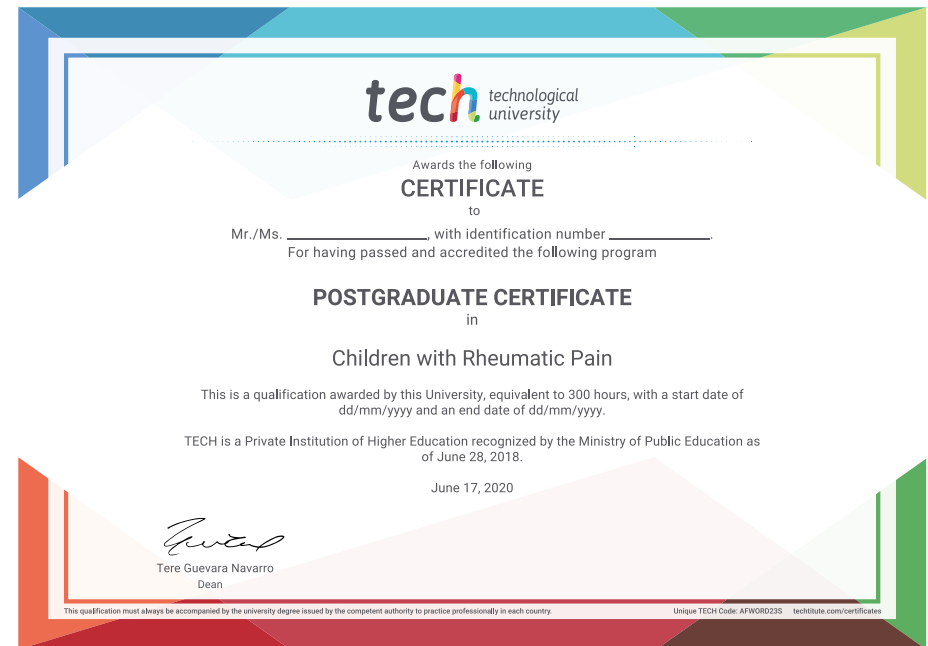 tech technological
university
Awards the following
CERTIFICATE
to
Mr./Ms. ____________________, with identification number ______________.
For having passed and accredited the following program
POSTGRADUATE CERTIFICATE
in
Children with Rheumatic Pain
This is a qualification awarded by this University, equivalent to 300 hours, with a start date of
dd/mm/yyyy and an end date of dd/mm/yyyy.
TECH is a Private Institution of Higher Education recognized by the Ministry of Public Education as
of June 28, 2018.
June 17, 2020
Tere Guevara Navarro
Dean
This qualification must always be accompanied by the university degree issued by the competent authority to practice professionally in each country. Unique TECH Code: AFWORD23S techtitute.com/certificates